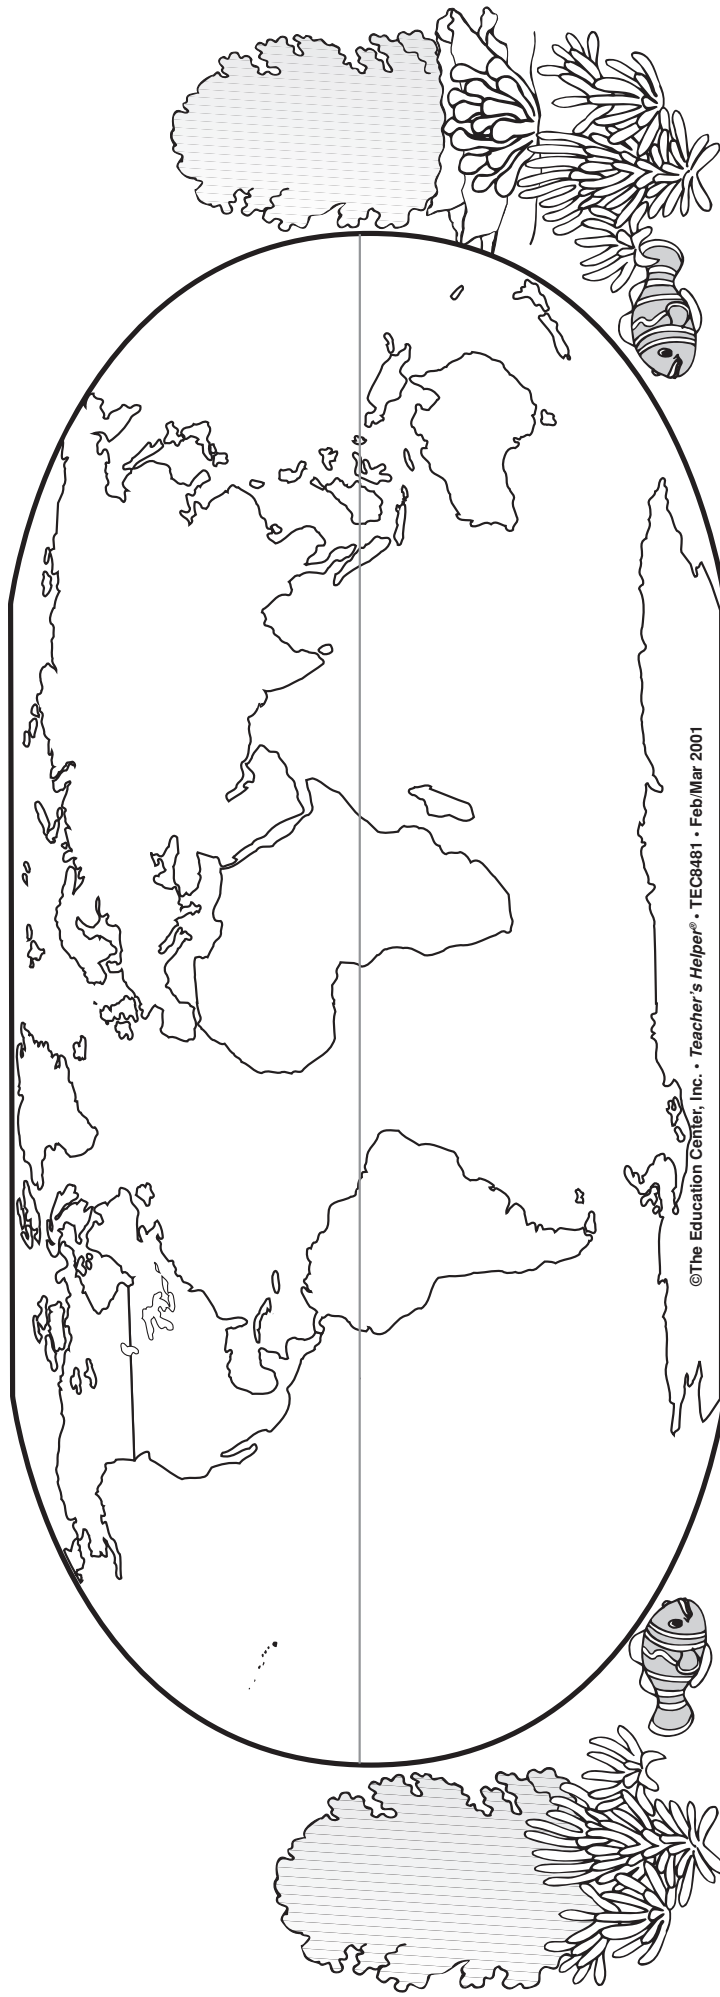 ©The Education Center, Inc. • Teacher's Helper® • TEC8481 • Feb/Mar 2001